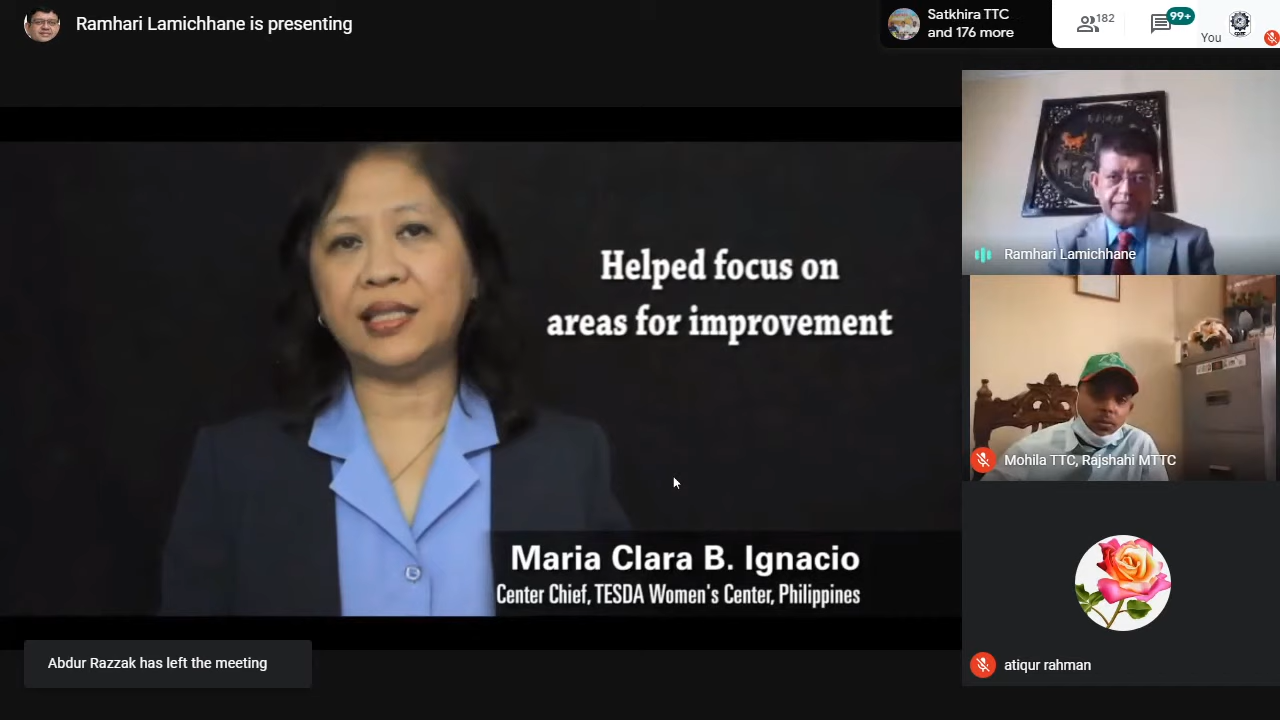 Ramhari Lamichhane is presenting
Satkhira TTC
and 176 more
182
99+
You
Helped focus on
areas for improvement
Maria Clara B. Ignacio
Center Chief, TESDA Women's Center, Philippines
Ramhari Lamichhane
Mohila TTC, Rajshahi MTTC
atiqur rahman
Abdur Razzak has left the meeting